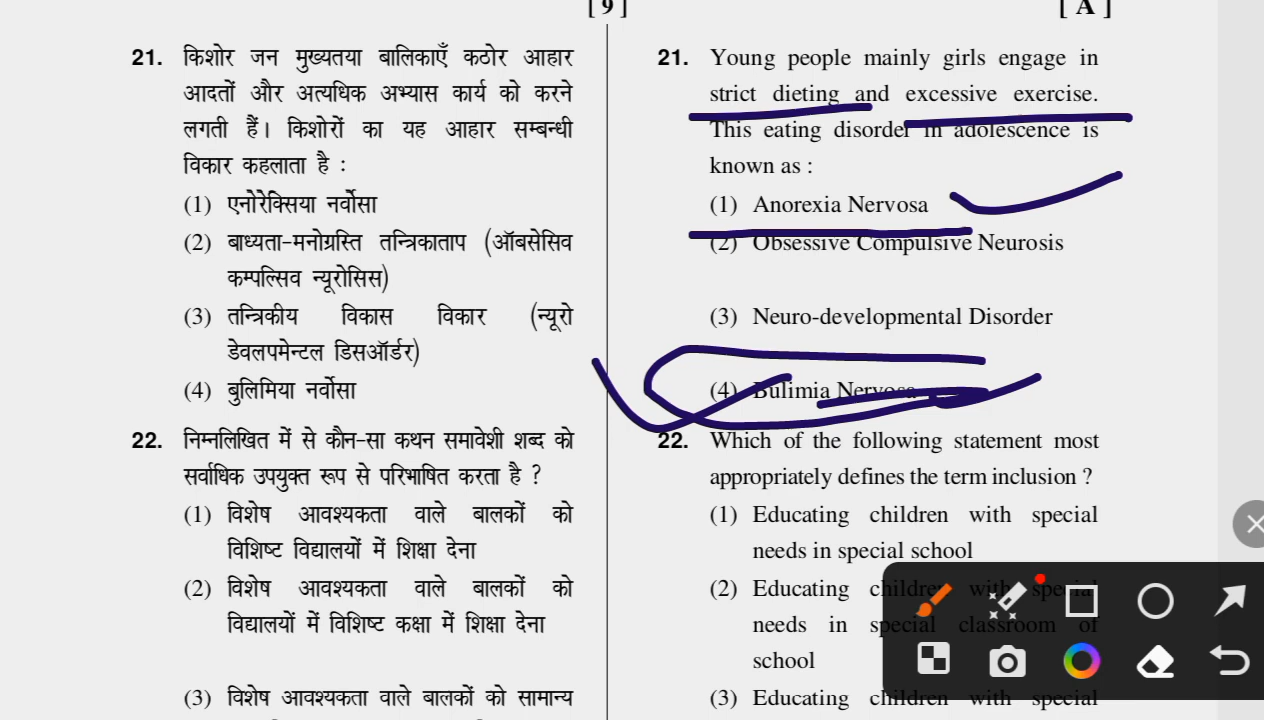 [ 9 ]
[ A ]
21. किशोर जन मुख्यतया बालिकाएँ कठोर आहार
आदतों और अत्यधिक अभ्यास कार्य को करने
लगती हैं। किशोरों का यह आहार सम्बन्धी
विकार कहलाता है :
(1) एनोरेक्सिया नर्वोसा
(2) बाध्यता-मनोग्रस्ति तन्त्रिकाताप (ऑबसेसिव
कम्पल्सिव न्यूरोसिस)
(3) तन्त्रिकीय विकास विकार (न्यूरो
डेवलपमेन्टल डिसऑर्डर)
(4) बुलिमिया नर्वोसा
22. निम्नलिखित में से कौन-सा कथन समावेशी शब्द को
सर्वाधिक उपयुक्त रूप से परिभाषित करता है ?
(1) विशेष आवश्यकता वाले बालकों को
विशिष्ट विद्यालयों में शिक्षा देना
(2) विशेष आवश्यकता वाले बालकों को
विद्यालयों में विशिष्ट कक्षा में शिक्षा देना
(3) विशेष आवश्यकता वाले बालकों को सामान्य
21. Young people mainly girls engage in
strict dieting and excessive exercise.
This eating disorder in adolescence is
known as :
(1) Anorexia Nervosa
(2) Obsessive Compulsive Neurosis
(3) Neuro-developmental Disorder
(4) Bulimia Nervosa
22. Which of the following statement most
appropriately defines the term inclusion ?
(1) Educating children with special
needs in special school
(2) Educating children with special
needs in special classroom of
school
(3) Educating children with special